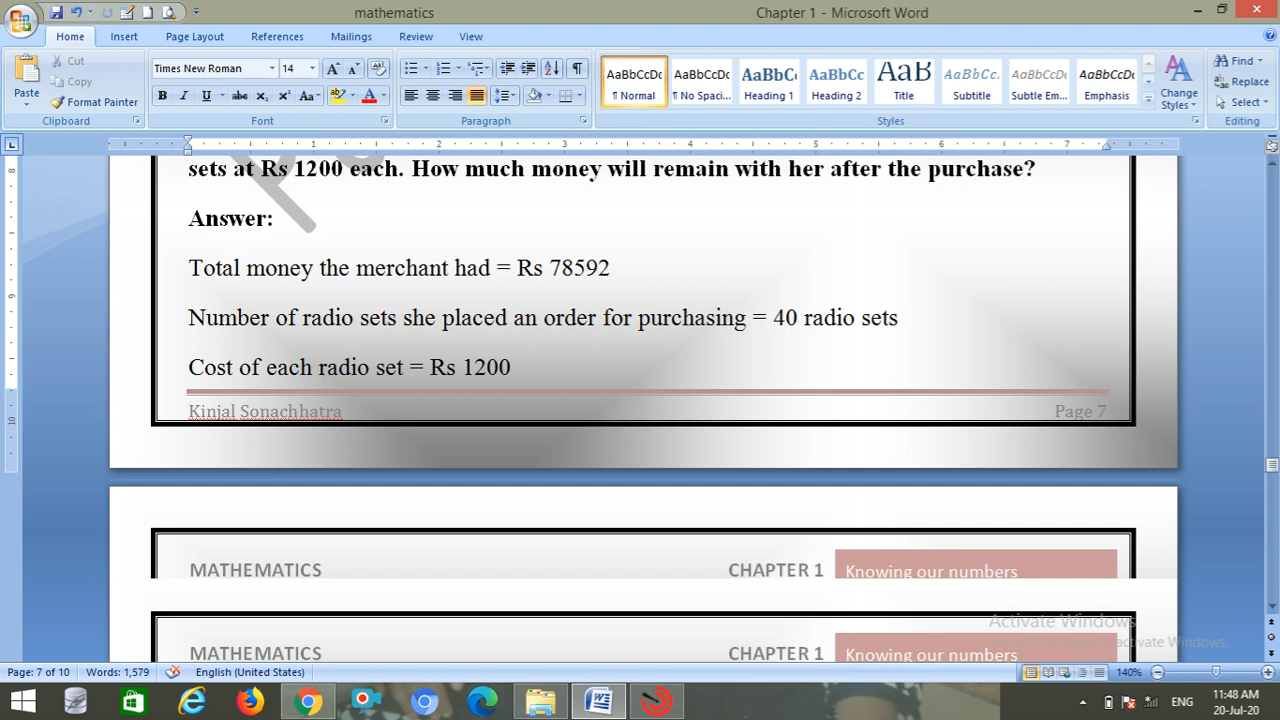 mathematics
Chapter 1 - Microsoft Word
Home Insert Page Layout References Mailings Review View
Paste
Cut
Copy
Format Painter
Clipboard
Times New Roman 14
Font
Paragraph
AaBbCcDc AaBbCcDc AaBbC AaBbCc AaB AaBbCc. AaBbCcDc AaBbCcDc
¶ Normal ¶ No Spaci... Heading 1 Heading 2 Title Subtitle Subtle Em... Emphasis
Change Styles
Styles
Find
Replace
Select
Editing
sets at Rs 1200 each. How much money will remain with her after the purchase?
Answer:
Total money the merchant had = Rs 78592
Number of radio sets she placed an order for purchasing = 40 radio sets
Cost of each radio set = Rs 1200
Kinjal Sonachhatra Page 7
MATHEMATICS CHAPTER 1 Knowing our numbers
Activate Windows
MATHEMATICS CHAPTER 1 Knowing our numbers
activate Windows.
Page: 7 of 10 Words: 1,579 English (United States) 140%
ENG
11:48 AM
20-Jul-20